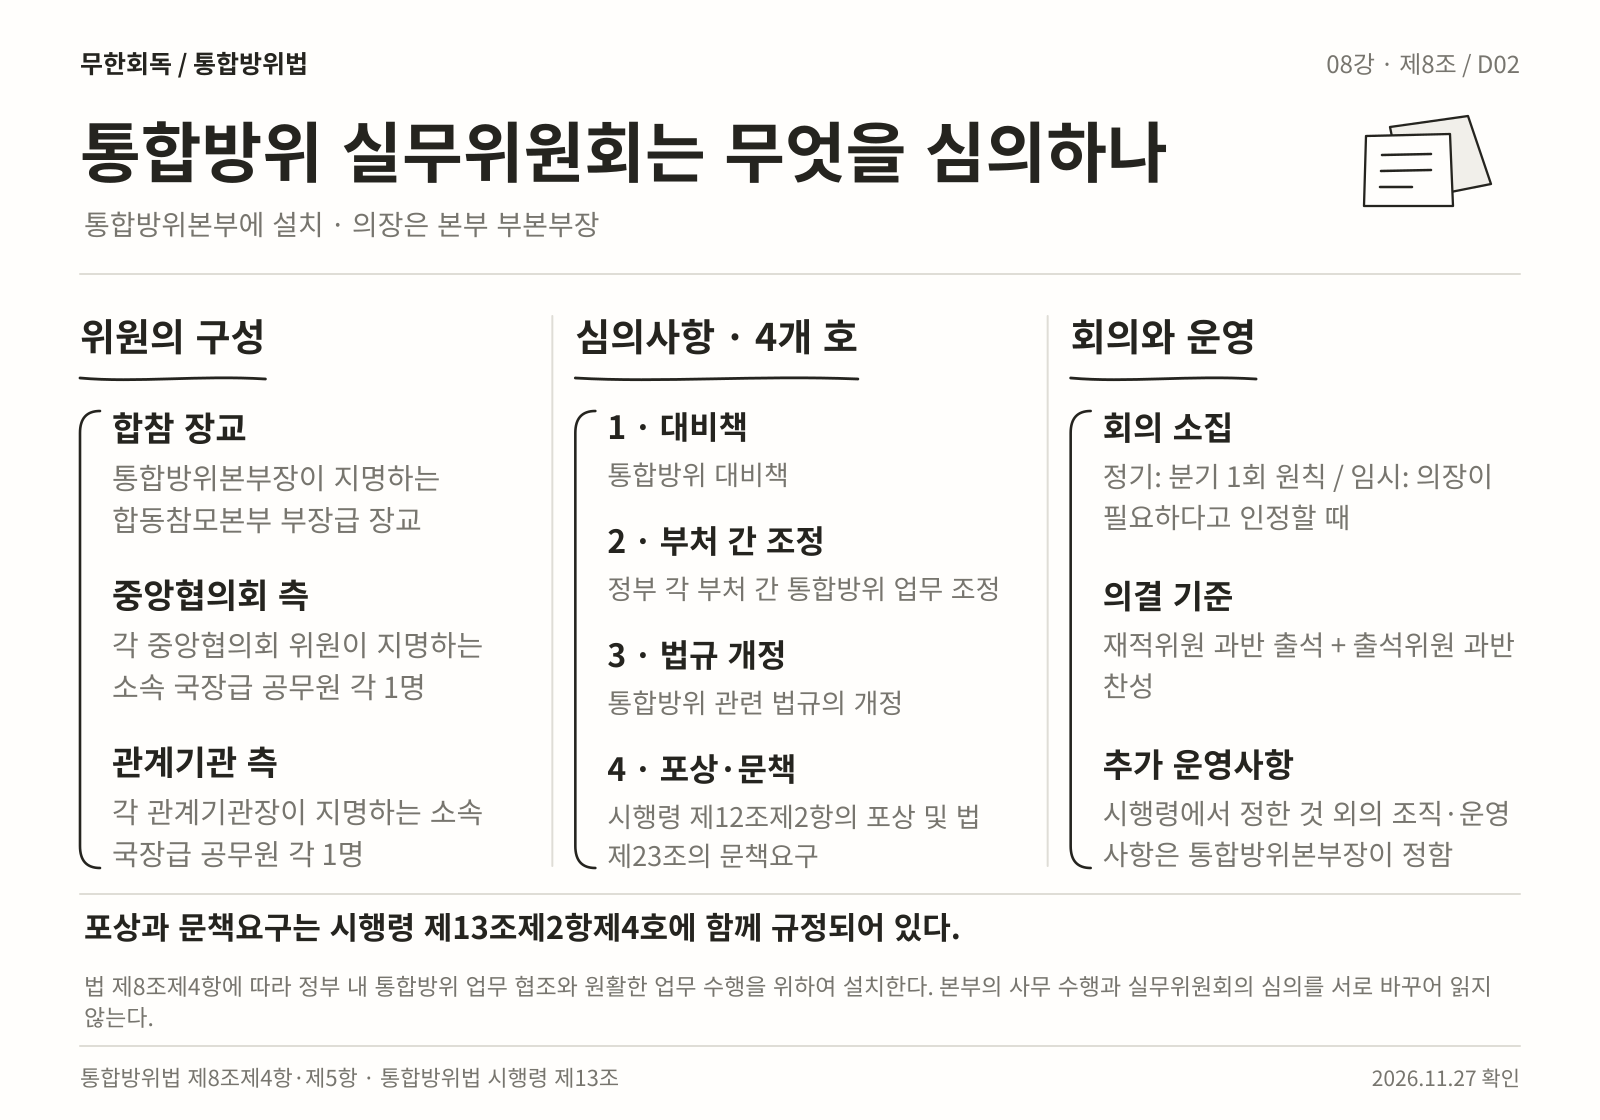 무한회독 / 통합방위법
08강 · 제8조 / D02
통합방위 실무위원회는 무엇을 심의하나
통합방위본부에 설치 · 의장은 본부 부본부장
위원의 구성
합참 장교
통합방위본부장이 지명하는
합동참모본부 부장급 장교
중앙협의회 측
각 중앙협의회 위원이 지명하는
소속 국장급 공무원 각 1명
관계기관 측
각 관계기관장이 지명하는 소속
국장급 공무원 각 1명
심의사항 · 4개 호
1 · 대비책
통합방위 대비책
2 · 부처 간 조정
정부 각 부처 간 통합방위 업무 조정
3 · 법규 개정
통합방위 관련 법규의 개정
4 · 포상·문책
시행령 제12조제2항의 포상 및 법
제23조의 문책요구
회의와 운영
회의 소집
정기: 분기 1회 원칙 / 임시: 의장이
필요하다고 인정할 때
의결 기준
재적위원 과반 출석 + 출석위원 과반
찬성
추가 운영사항
시행령에서 정한 것 외의 조직·운영
사항은 통합방위본부장이 정함
포상과 문책요구는 시행령 제13조제2항제4호에 함께 규정되어 있다.
법 제8조제4항에 따라 정부 내 통합방위 업무 협조와 원활한 업무 수행을 위하여 설치한다. 본부의 사무 수행과 실무위원회의 심의를 서로 바꾸어 읽지
않는다.
통합방위법 제8조제4항·제5항 · 통합방위법 시행령 제13조
2026.11.27 확인